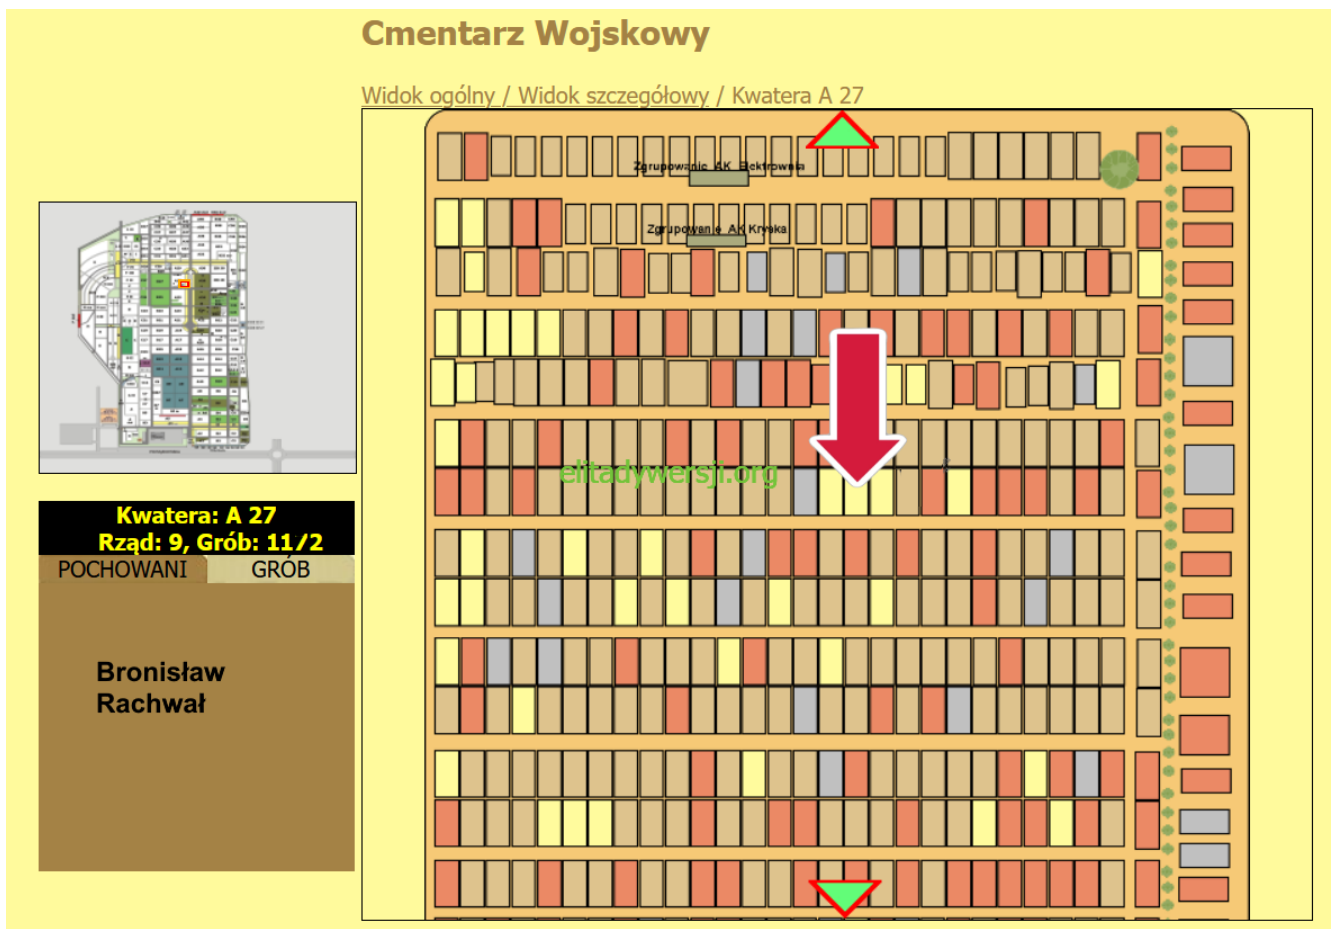 Cmentarz Wojskowy
Widok ogólny / Widok szczegółowy / Kwatera A 27
Zgrupowanie AK Elektrownia
Zgrupowanie AK Kryska
elitadywersji.org
Kwatera: A 27
Rząd: 9, Grób: 11/2
POCHOWANI GRÓB
Bronisław
Rachwał